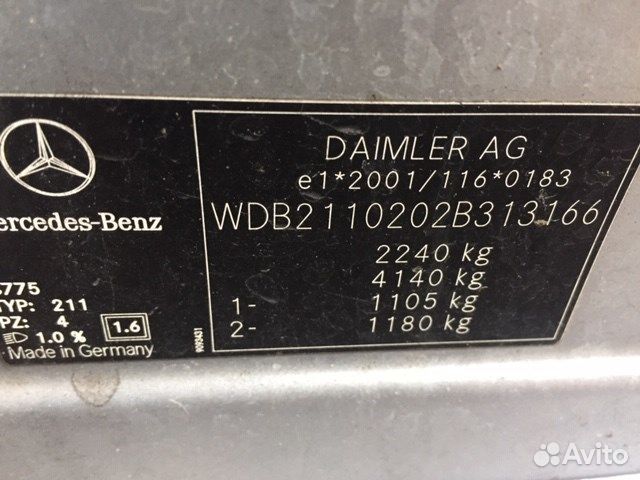 DAIMLER AG
e1*2001/116*0183
WDB2110202B313166
2240 kg
4140 kg
1- 1105 kg
2- 1180 kg
Mercedes-Benz
775
TYP: 211
PZ: 4
1.0 %
1.6
Made in Germany
Avito